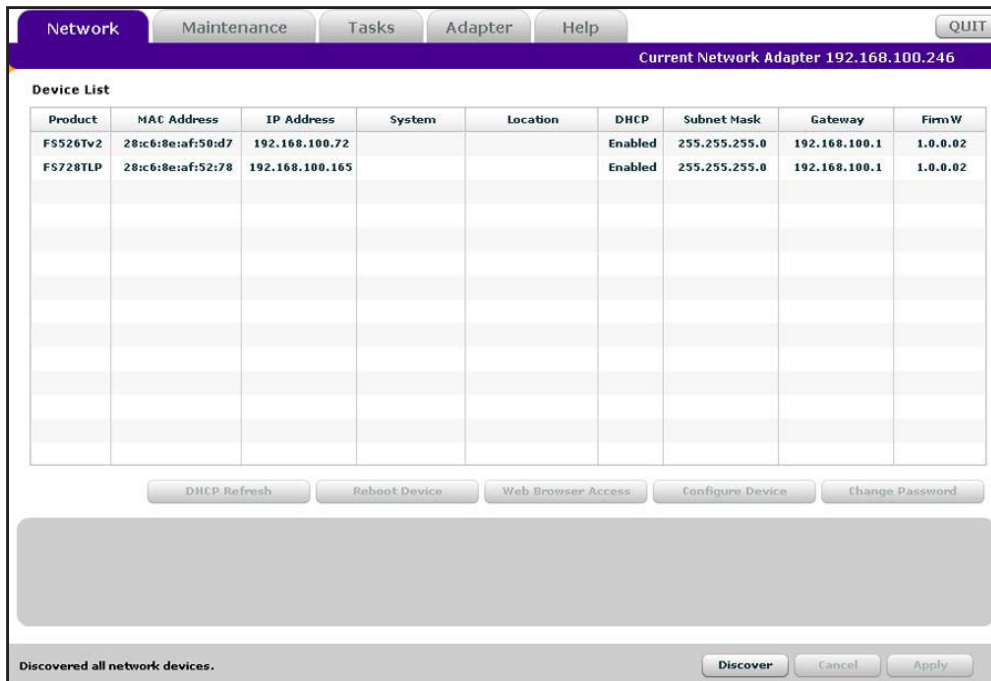 Network Maintenance Tasks Adapter Help QUIT
Current Network Adapter 192.168.100.246
Device List
Product MAC Address IP Address System Location DHCP Subnet Mask Gateway FirmW
FS526Tv2 28:c6:8e:af:50:d7 192.168.100.72 Enabled 255.255.255.0 192.168.100.1 1.0.0.02
FS728TLP 28:c6:8e:af:52:78 192.168.100.165 Enabled 255.255.255.0 192.168.100.1 1.0.0.02
DHCP Refresh Reboot Device Web Browser Access Configure Device Change Password
Discovered all network devices. Discover Cancel Apply